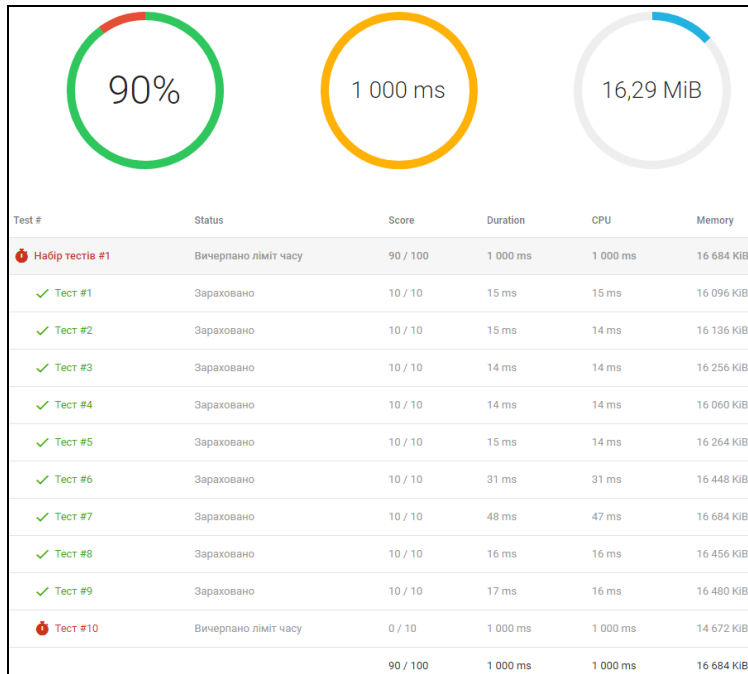 90%
1 000 ms
16,29 MiB
Test # Status Score Duration CPU Memory
Набір тестів #1 Вичерпано ліміт часу 90 / 100 1 000 ms 1 000 ms 16 684 KiB
Тест #1 Зараховано 10 / 10 15 ms 15 ms 16 096 KiB
Тест #2 Зараховано 10 / 10 15 ms 14 ms 16 136 KiB
Тест #3 Зараховано 10 / 10 14 ms 14 ms 16 256 KiB
Тест #4 Зараховано 10 / 10 14 ms 14 ms 16 060 KiB
Тест #5 Зараховано 10 / 10 15 ms 14 ms 16 264 KiB
Тест #6 Зараховано 10 / 10 31 ms 31 ms 16 448 KiB
Тест #7 Зараховано 10 / 10 48 ms 47 ms 16 684 KiB
Тест #8 Зараховано 10 / 10 16 ms 16 ms 16 456 KiB
Тест #9 Зараховано 10 / 10 17 ms 16 ms 16 480 KiB
Тест #10 Вичерпано ліміт часу 0 / 10 1 000 ms 1 000 ms 14 672 KiB
90 / 100 1 000 ms 1 000 ms 16 684 KiB